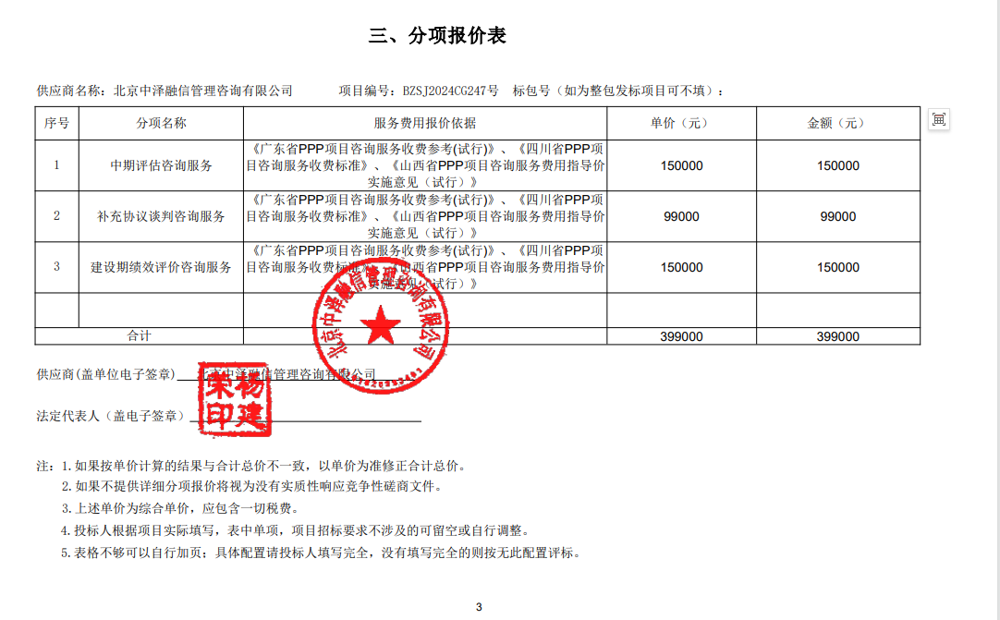 三、分项报价表
供应商名称：北京中泽融信管理咨询有限公司 项目编号：BZSJ2024CG247号 标包号（如为整包发标项目可不填）：
序号 分项名称 服务费用报价依据 单价（元） 金额（元）
1 中期评估咨询服务 《广东省PPP项目咨询服务收费参考(试行)》、《四川省PPP项 150000 150000
目咨询服务收费标准》、《山西省PPP项目咨询服务费用指导价
实施意见（试行）》
2 补充协议谈判咨询服务 《广东省PPP项目咨询服务收费参考(试行)》、《四川省PPP项 99000 99000
目咨询服务收费标准》、《山西省PPP项目咨询服务费用指导价
实施意见（试行）》
3 建设期绩效评价咨询服务 《广东省PPP项目咨询服务收费参考(试行)》、《四川省PPP项 150000 150000
目咨询服务收费标准》、《山西省PPP项目咨询服务费用指导价
实施意见（试行）》
合计 399000 399000
北京中泽融信管理咨询有限公司
供应商(盖单位电子签章) 北京中泽融信管理咨询有限公司
荣杨
印建
法定代表人（盖电子签章）
注：1.如果按单价计算的结果与合计总价不一致，以单价为准修正合计总价。
2.如果不提供详细分项报价将视为没有实质性响应竞争性磋商文件。
3.上述单价为综合单价，应包含一切税费。
4.投标人根据项目实际填写，表中单项，项目招标要求不涉及的可留空或自行调整。
5.表格不够可以自行加页；具体配置请投标人填写完全，没有填写完全的则按无此配置评标。
3